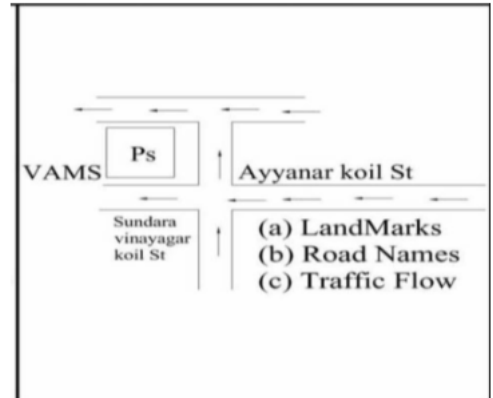 Ps
VAMS
Ayyanar koil St
Sundara
vinayagar
koil St
(a) LandMarks
(b) Road Names
(c) Traffic Flow